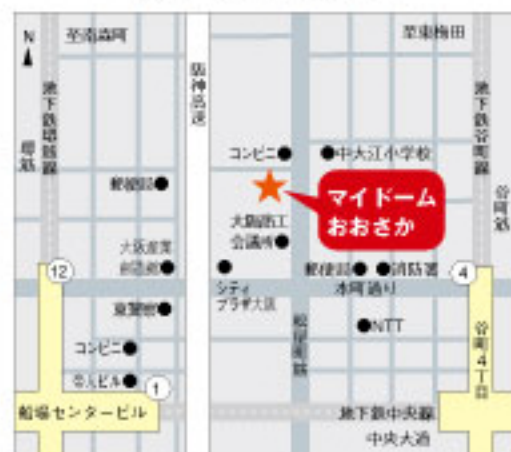 N
至南森町
至東梅田
地下鉄堺筋線
堺筋
阪神高速
地下鉄谷町線
谷町筋
コンビニ
中大江小学校
郵便局
マイドーム
おおさか
大阪商工
会議所
大阪産業
創造館
12
シティ
プラザ大阪
郵便局
消防署
4
本町通り
東警察
松屋町筋
NTT
谷町4丁目
コンビニ
帝人ビル
1
船場センタービル
地下鉄中央線
中央大通